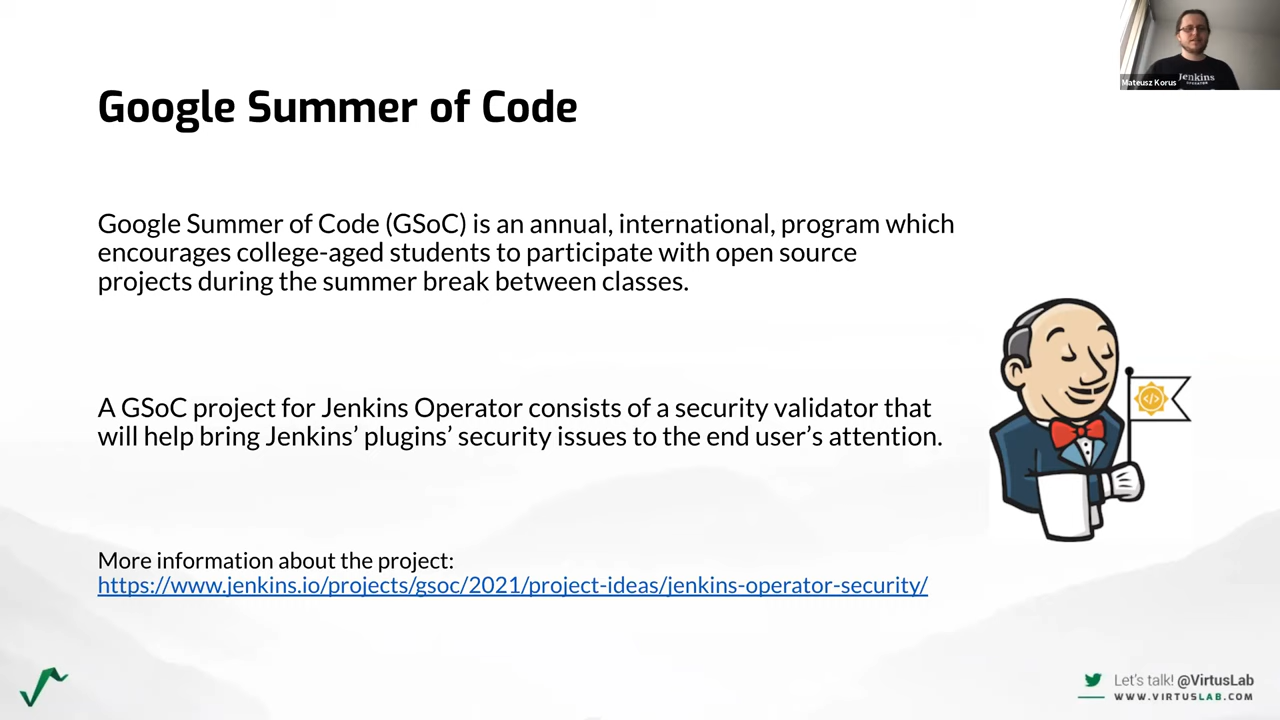 Google Summer of Code
Google Summer of Code (GSoC) is an annual, international, program which
encourages college-aged students to participate with open source
projects during the summer break between classes.
A GSoC project for Jenkins Operator consists of a security validator that
will help bring Jenkins’ plugins’ security issues to the end user’s attention.
More information about the project:
https://www.jenkins.io/projects/gsoc/2021/project-ideas/jenkins-operator-security/
Jenkins
OPERATOR
Mateusz Korus
</>
Let's talk! @VirtusLab
WWW.VIRTUSLAB.COM